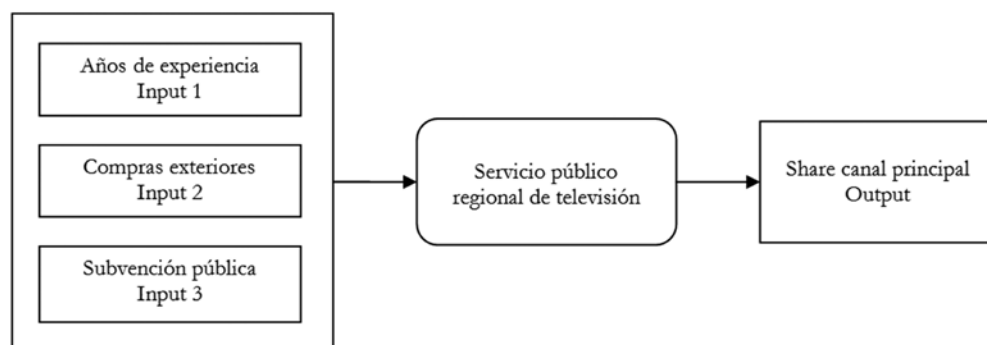 Años de experiencia
Input 1
Compras exteriores
Input 2
Subvención pública
Input 3
Servicio público
regional de televisión
Share canal principal
Output